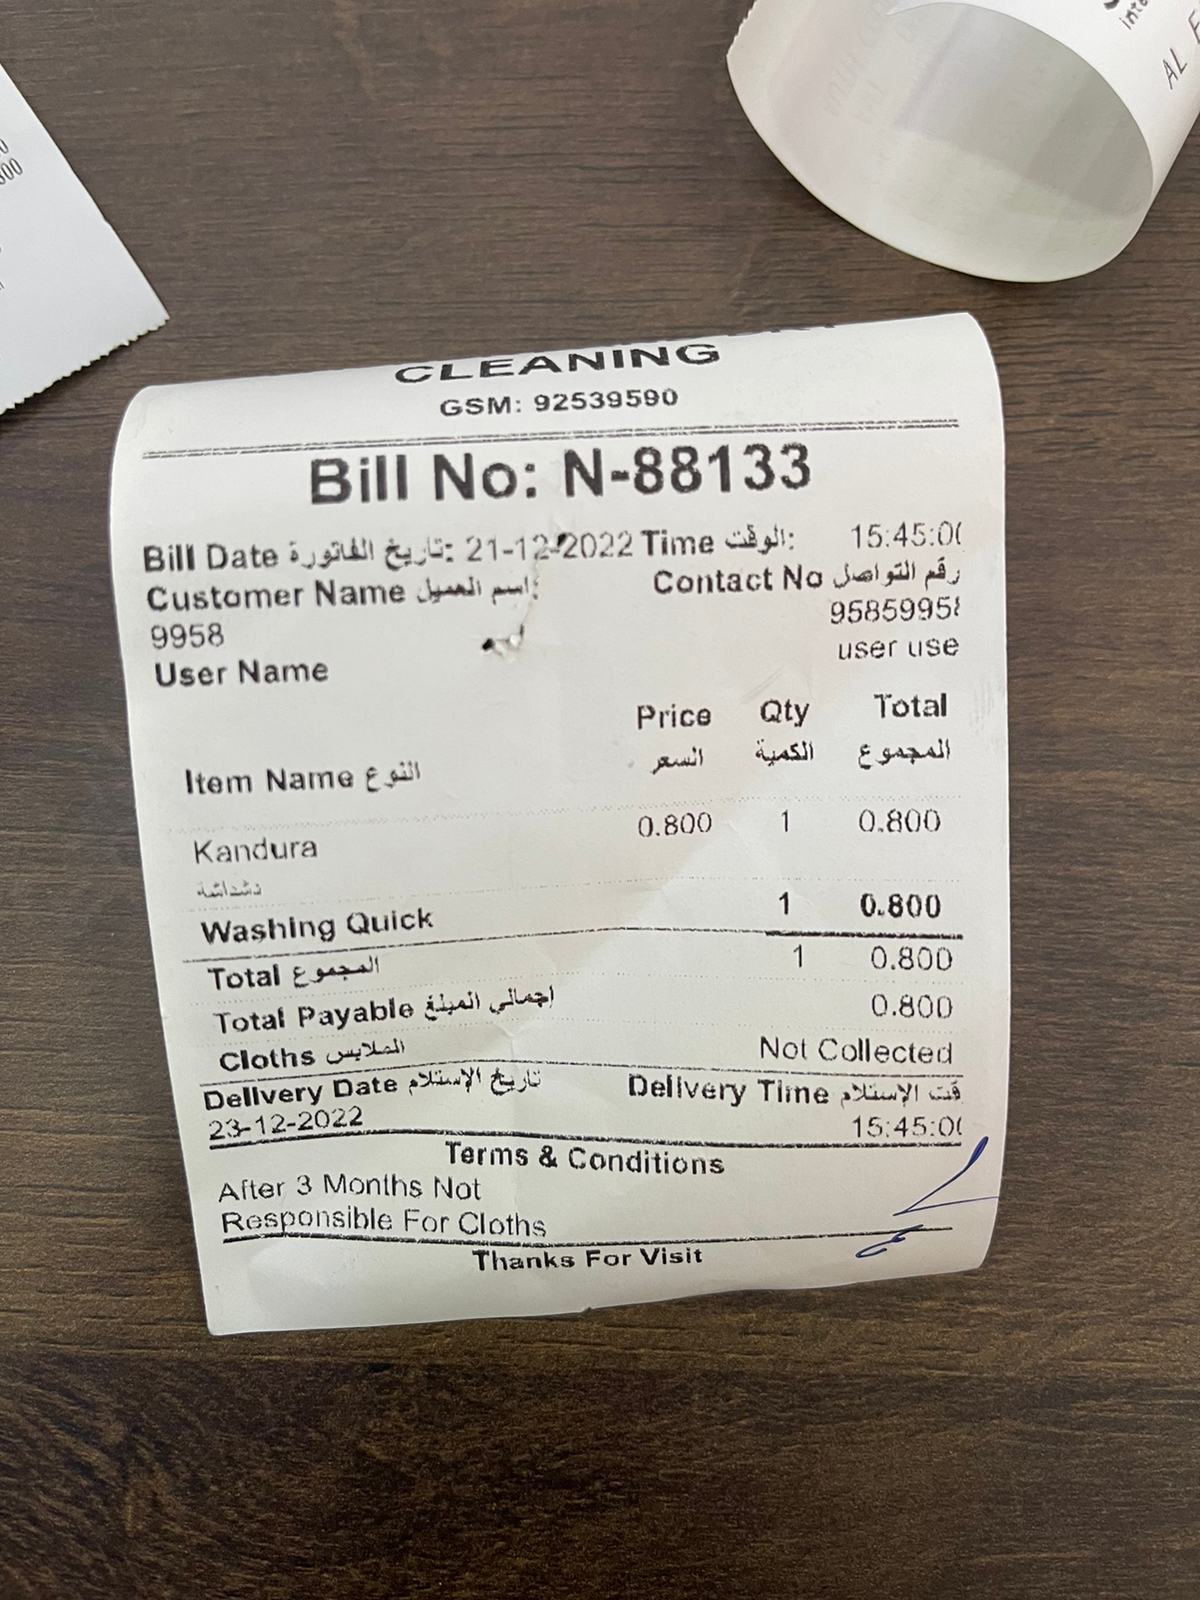 CLEANING
GSM: 92539590
Bill No: N-88133
Bill Date تاريخ الفاتورة: 21-12-2022 Time الوقت: 15:45:0
Customer Name اسم العميل: Contact No رقم التواصل
9958 9585995
User Name user use
Price Qty Total
السعر الكمية المجموع
Item Name النوع
Kandura 0.800 1 0.800
دشداشة
Washing Quick 1 0.800
Total المجموع 1 0.800
Total Payable إجمالي المبلغ 0.800
Cloths الملابس Not Collected
Delivery Date تاريخ الإستلام Delivery Time قت الإستلام
23-12-2022 15:45:0
Terms & Conditions
After 3 Months Not
Responsible For Cloths
Thanks For Visit
AL